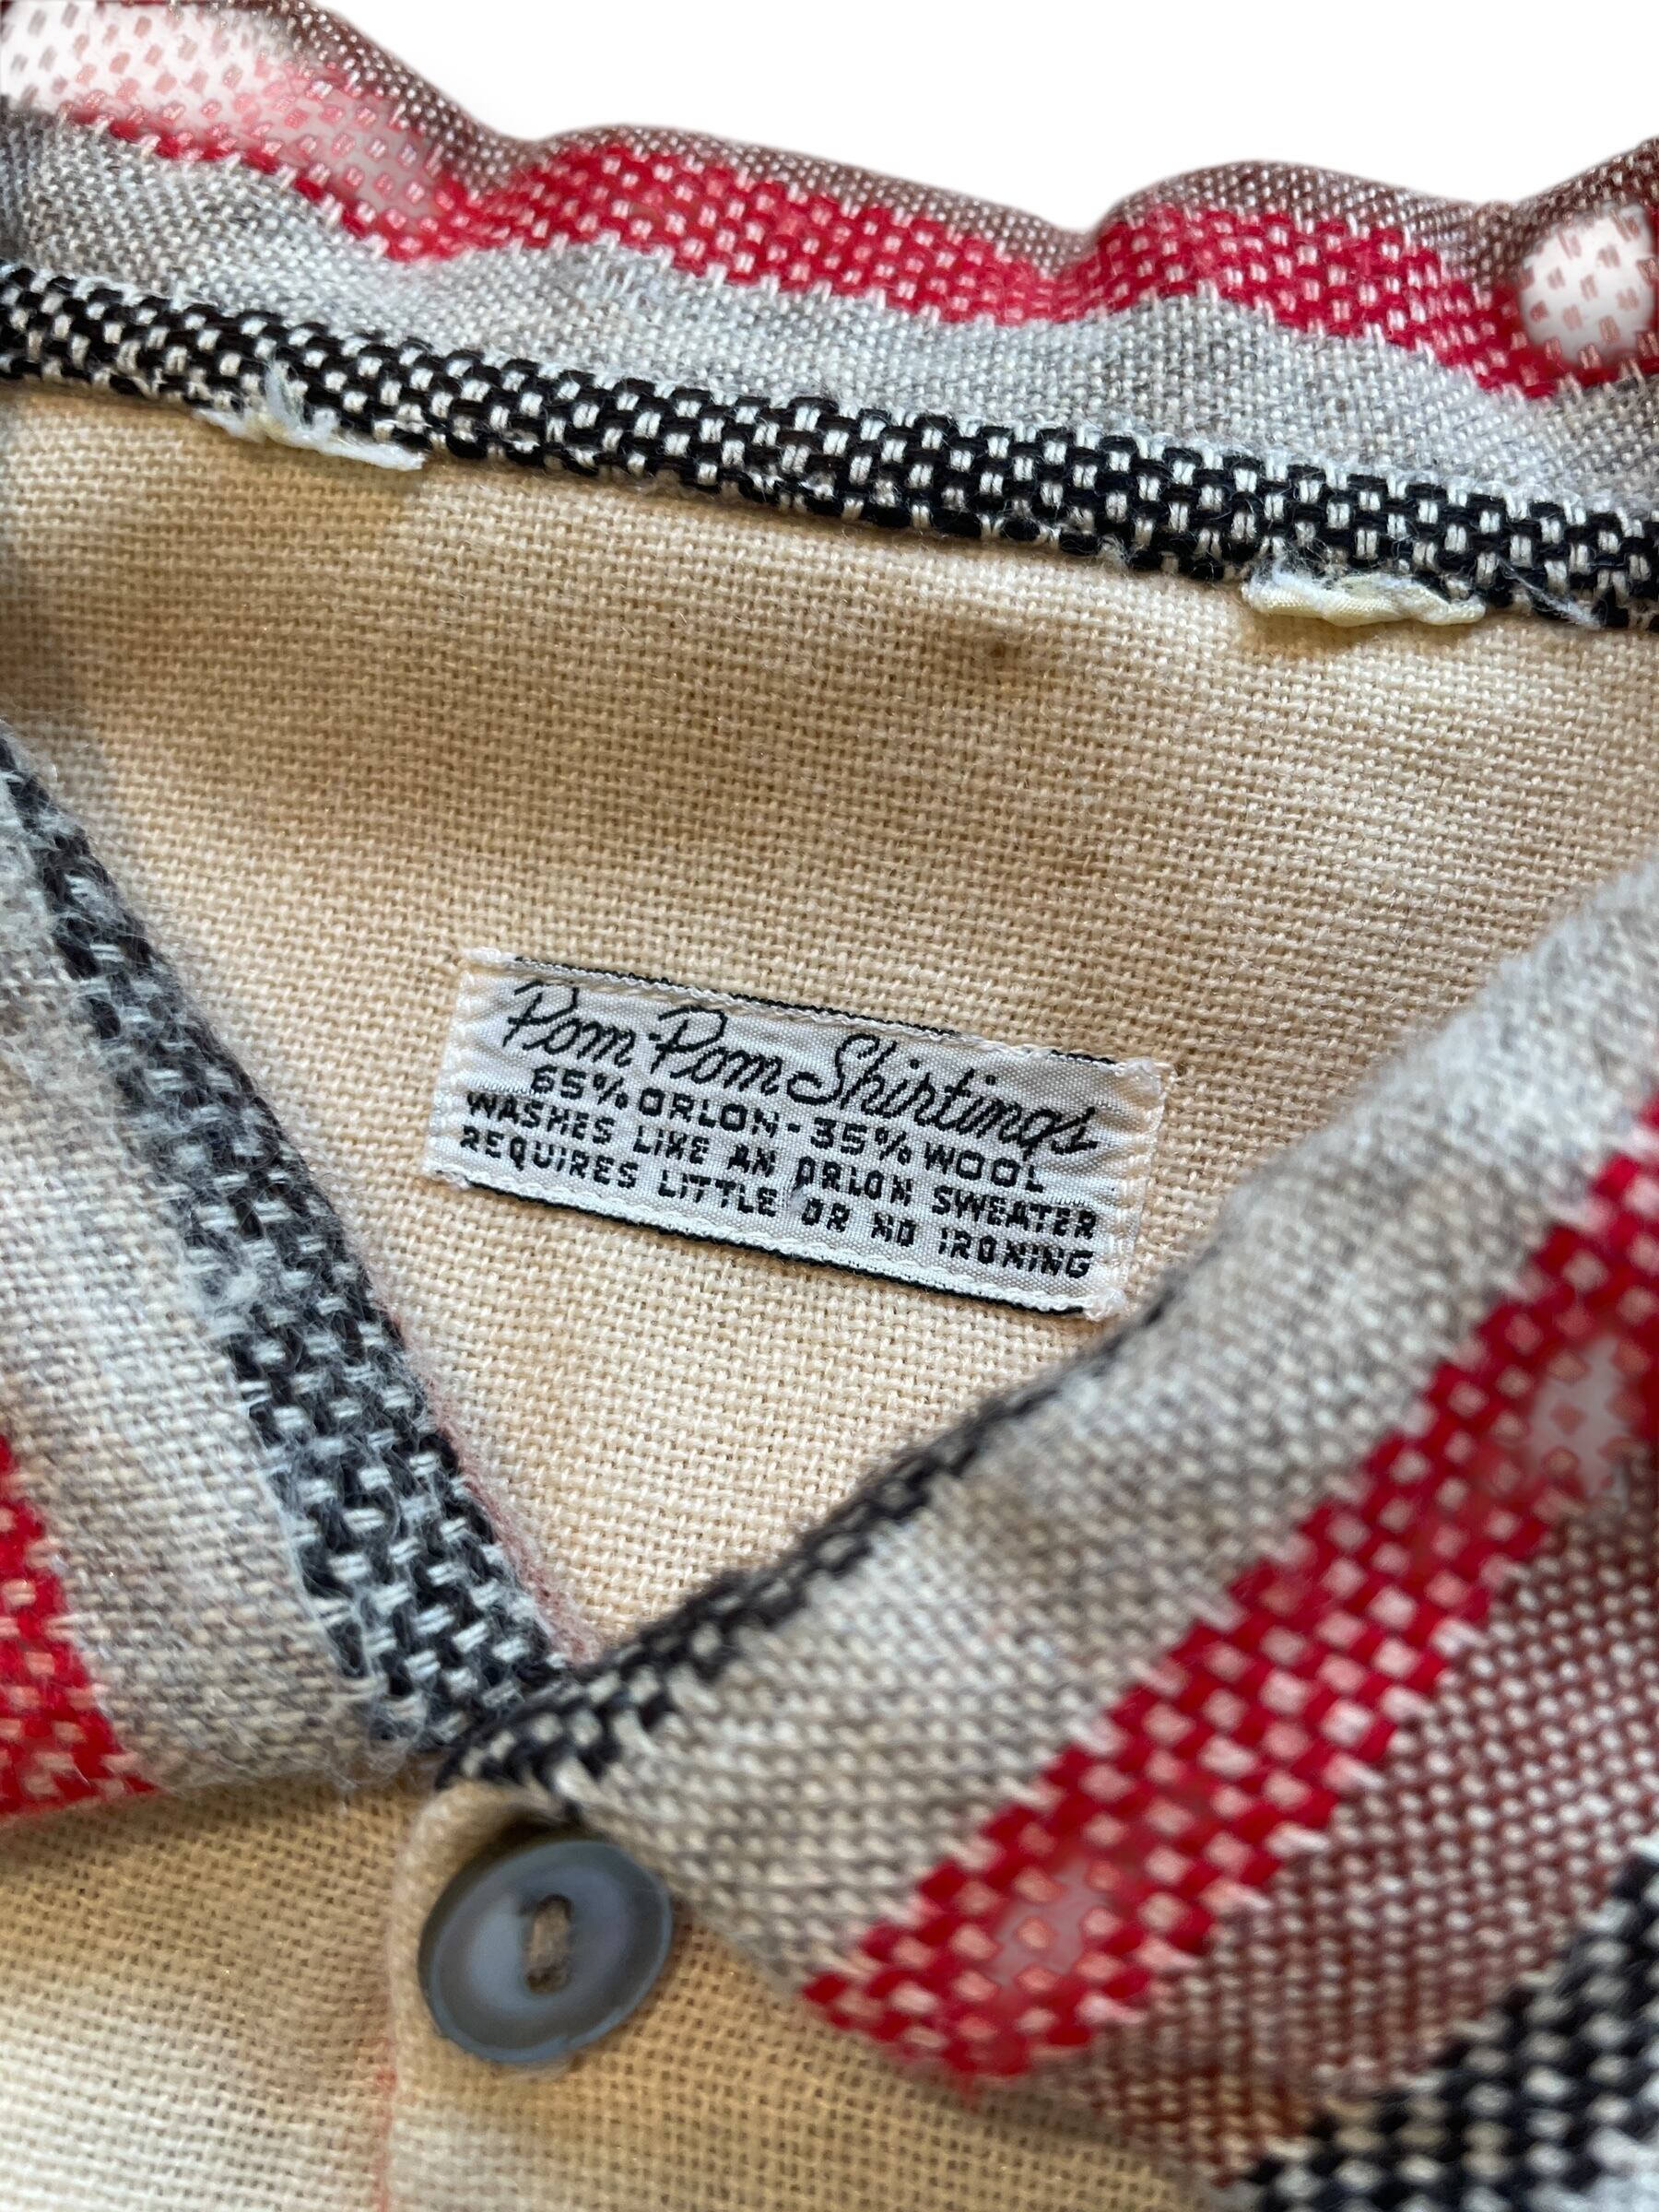 Pom-Pom Shirtings
65% ORLON-35% WOOL
WASHES LIKE AN ORLON SWEATER
REQUIRES LITTLE OR NO IRONING